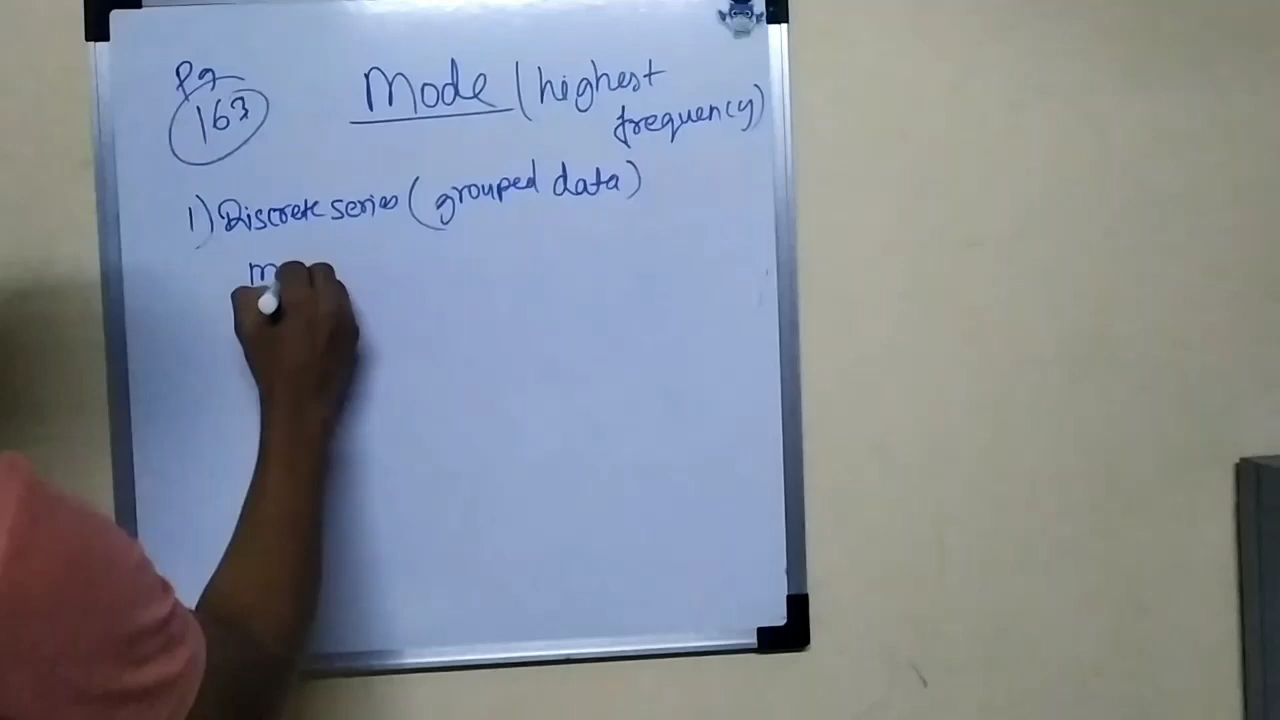 Pg
163
Mode (highest
frequency)
1) Discrete series (grouped data)
m